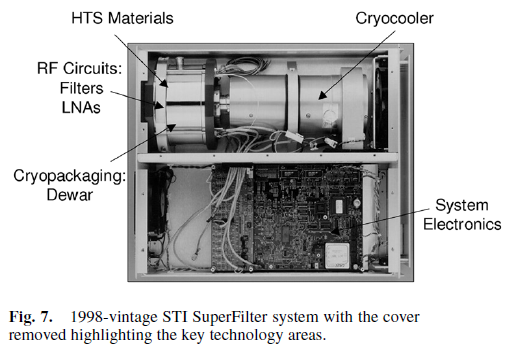 HTS Materials
Cryocooler
RF Circuits:
Filters
LNAs
Cryopackaging:
Dewar
System
Electronics
Fig. 7. 1998-vintage STI SuperFilter system with the cover
removed highlighting the key technology areas.